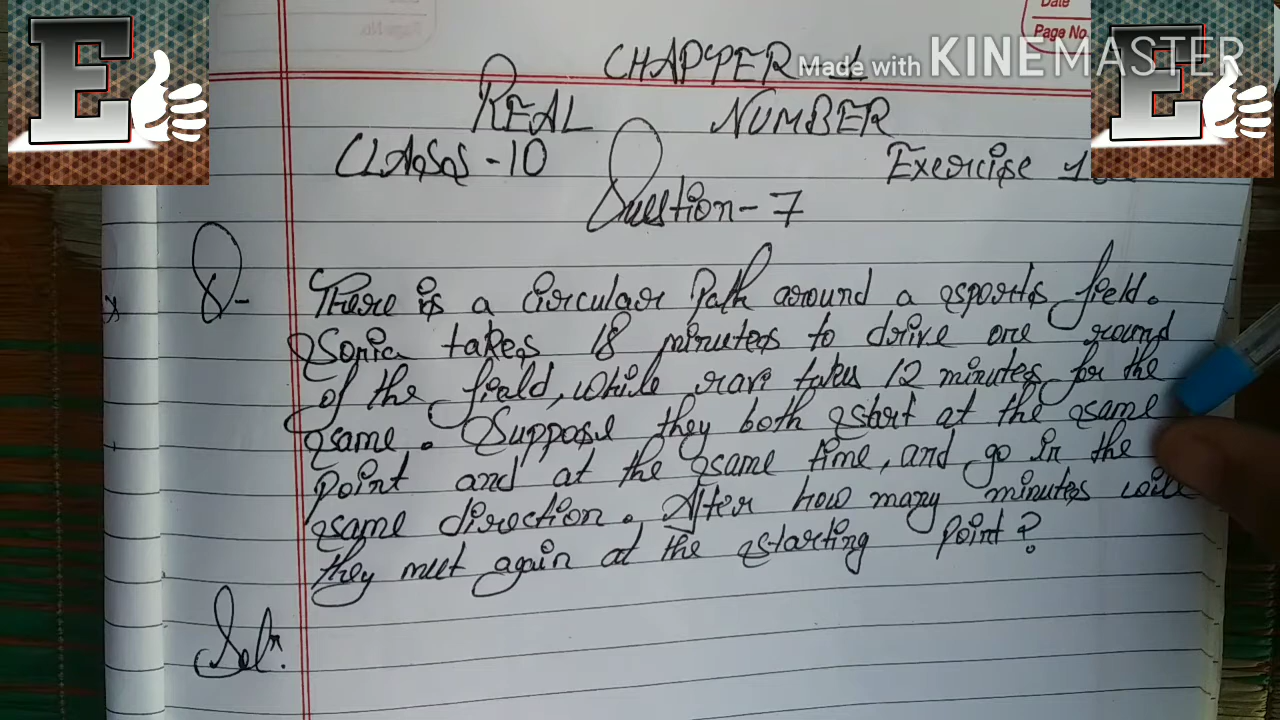 Date
Page No.
E
E
Made with KINEMASTER
CHAPTER - 1
REAL NUMBER
CLASS - 10 Exercise
Question - 7
Q- There is a circular Path around a sports field.
Sonia takes 18 minutes to drive one round
of the field, while ravi takes 12 minutes for the
same. Suppose they both start at the same
point and at the same time, and go in the
same direction. After how many minutes will
they meet again at the starting point?
Solⁿ.